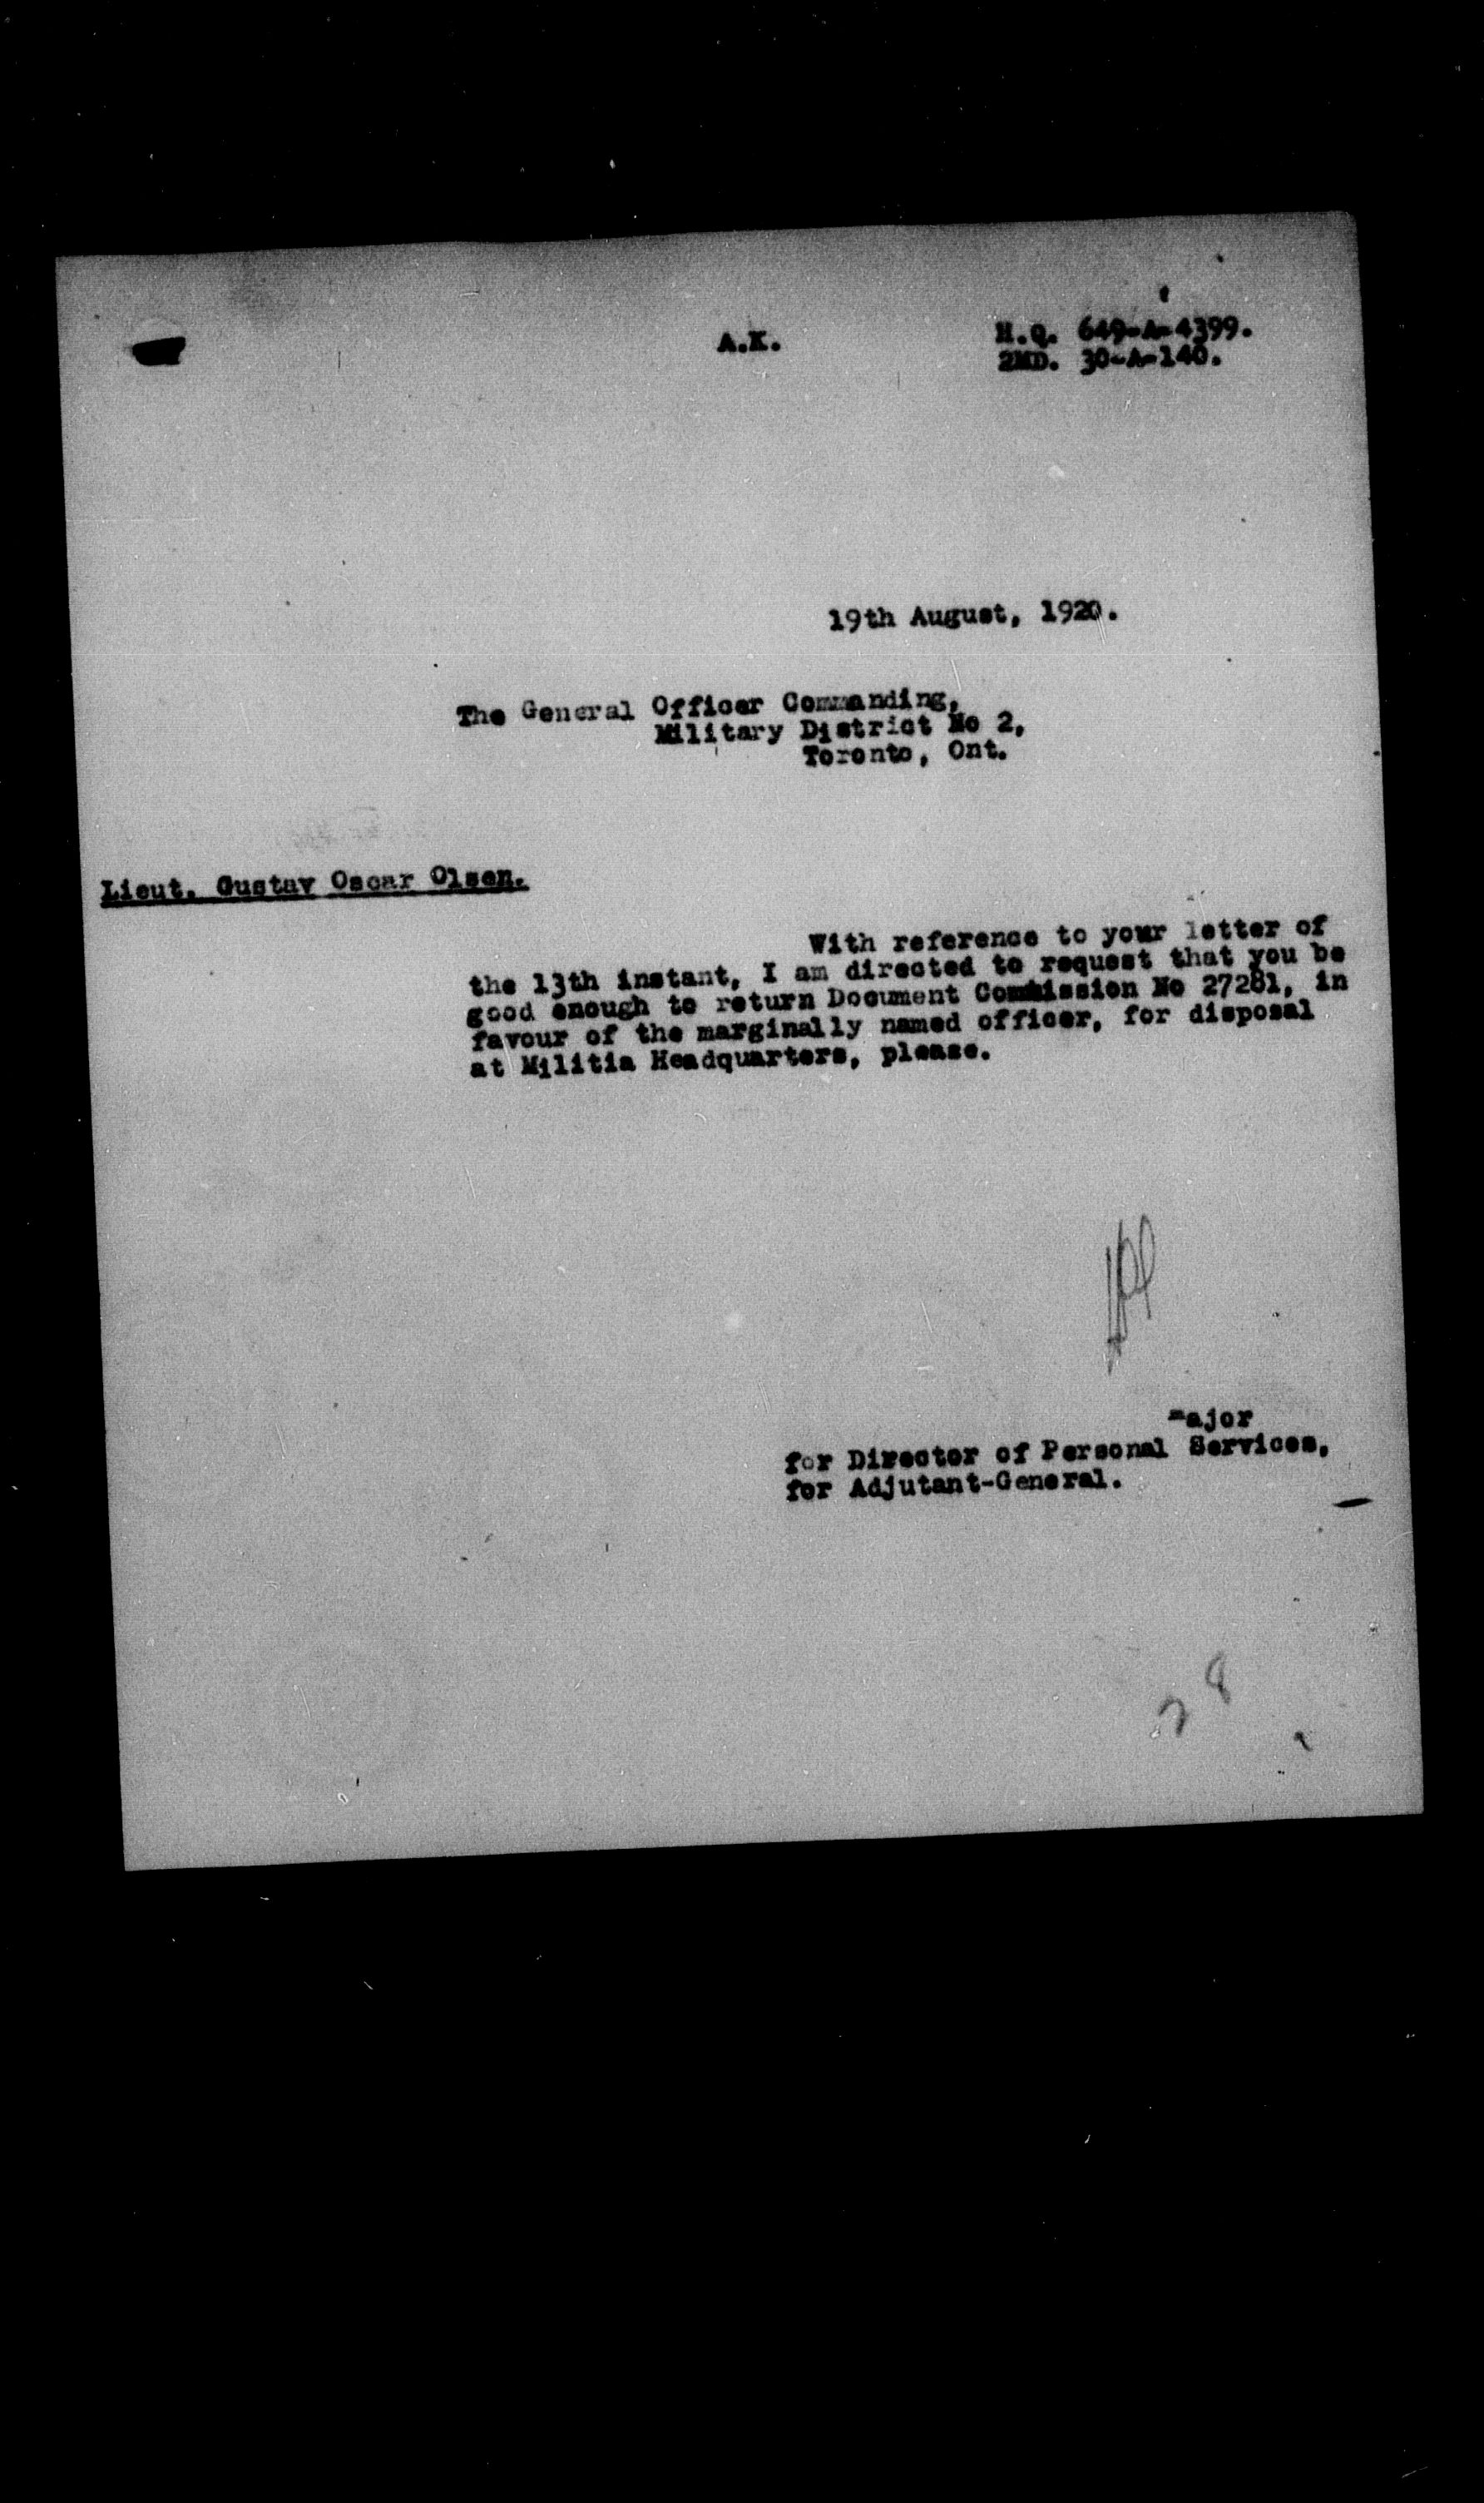 A.K.
H.Q. 649-A-4399.
2MD. 30-A-140.
19th August, 1920.
The General Officer Commanding,
Military District No 2,
Toronto, Ont.
Lieut. Gustav Oscar Olsen.
With reference to your letter of
the 13th instant, I am directed to request that you be
good enough to return Document Commission No 27281, in
favour of the marginally named officer, for disposal
at Militia Headquarters, please.
Major
for Director of Personal Services,
for Adjutant-General.
28